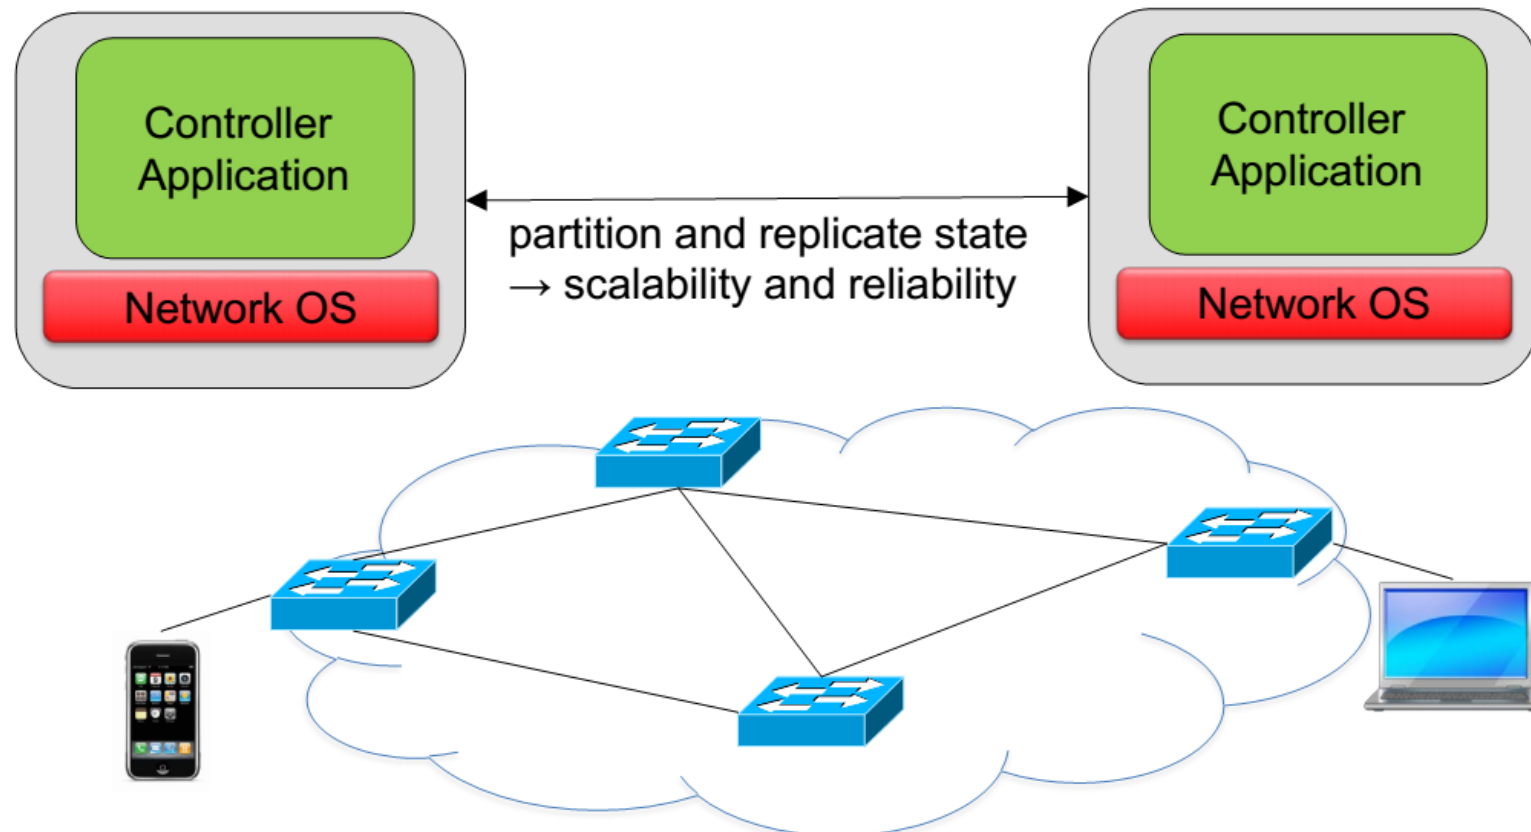 Controller
Application
Network OS
partition and replicate state
→ scalability and reliability
Controller
Application
Network OS